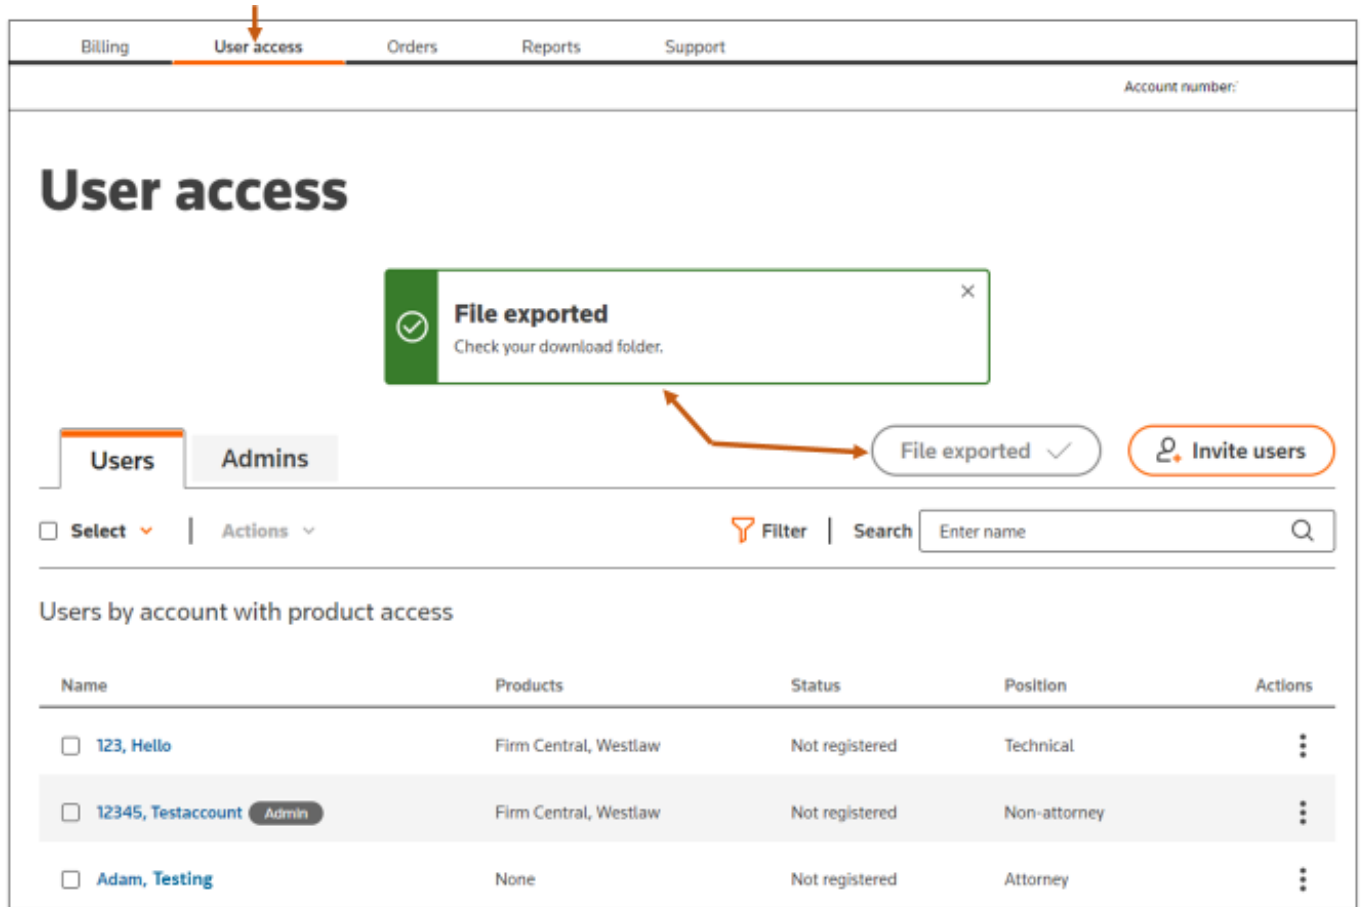 Billing User access Orders Reports Support
Account number:
User access
File exported
Check your download folder.
Users Admins File exported Invite users
Select Actions Filter Search Enter name
Users by account with product access
Name Products Status Position Actions
123, Hello Firm Central, Westlaw Not registered Technical
12345, Testaccount Admin Firm Central, Westlaw Not registered Non-attorney
Adam, Testing None Not registered Attorney